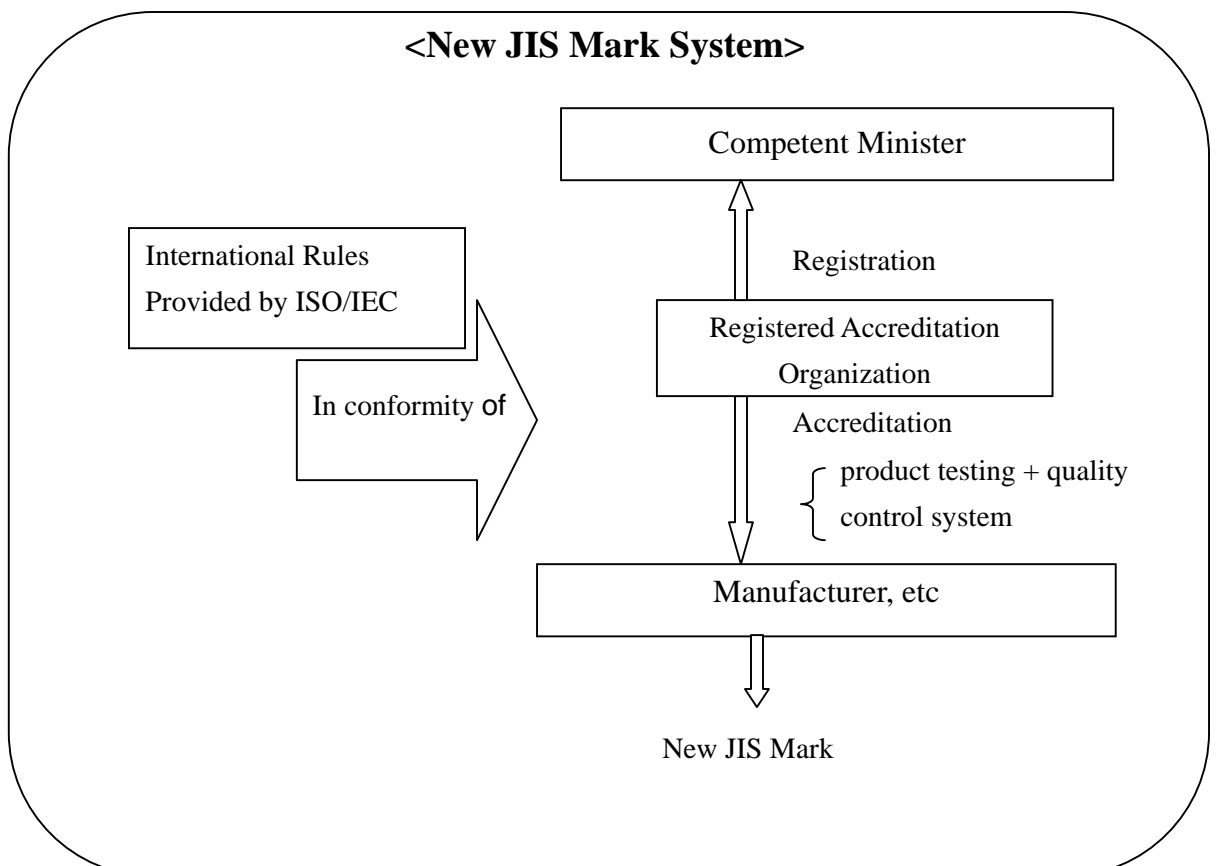 <New JIS Mark System>
Competent Minister
International Rules
Provided by ISO/IEC
Registration
Registered Accreditation
Organization
In conformity of
Accreditation
product testing + quality
control system
Manufacturer, etc
New JIS Mark